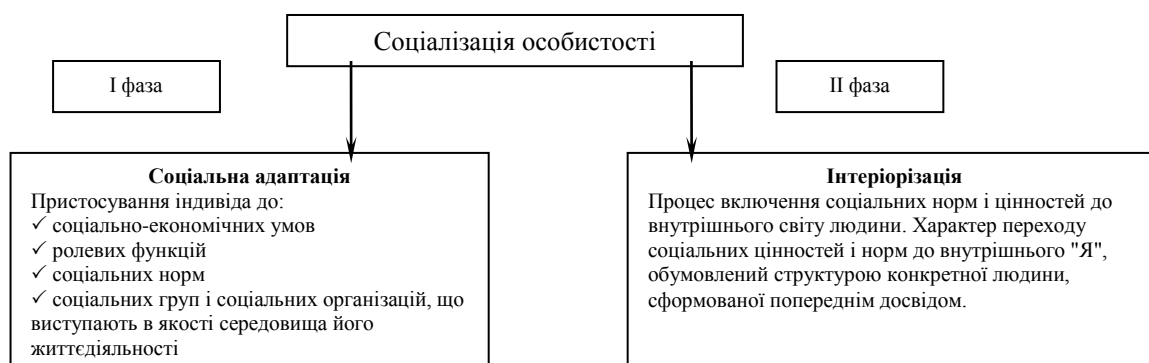 Соціалізація особистості
І фаза
ІІ фаза
Соціальна адаптація
Пристосування індивіда до:
✓ соціально-економічних умов
✓ ролевих функцій
✓ соціальних норм
✓ соціальних груп і соціальних організацій, що
виступають в якості середовища його
життєдіяльності
Інтеріорізація
Процес включення соціальних норм і цінностей до
внутрішнього світу людини. Характер переходу
соціальних цінностей і норм до внутрішнього "Я",
обумовлений структурою конкретної людини,
сформованої попереднім досвідом.